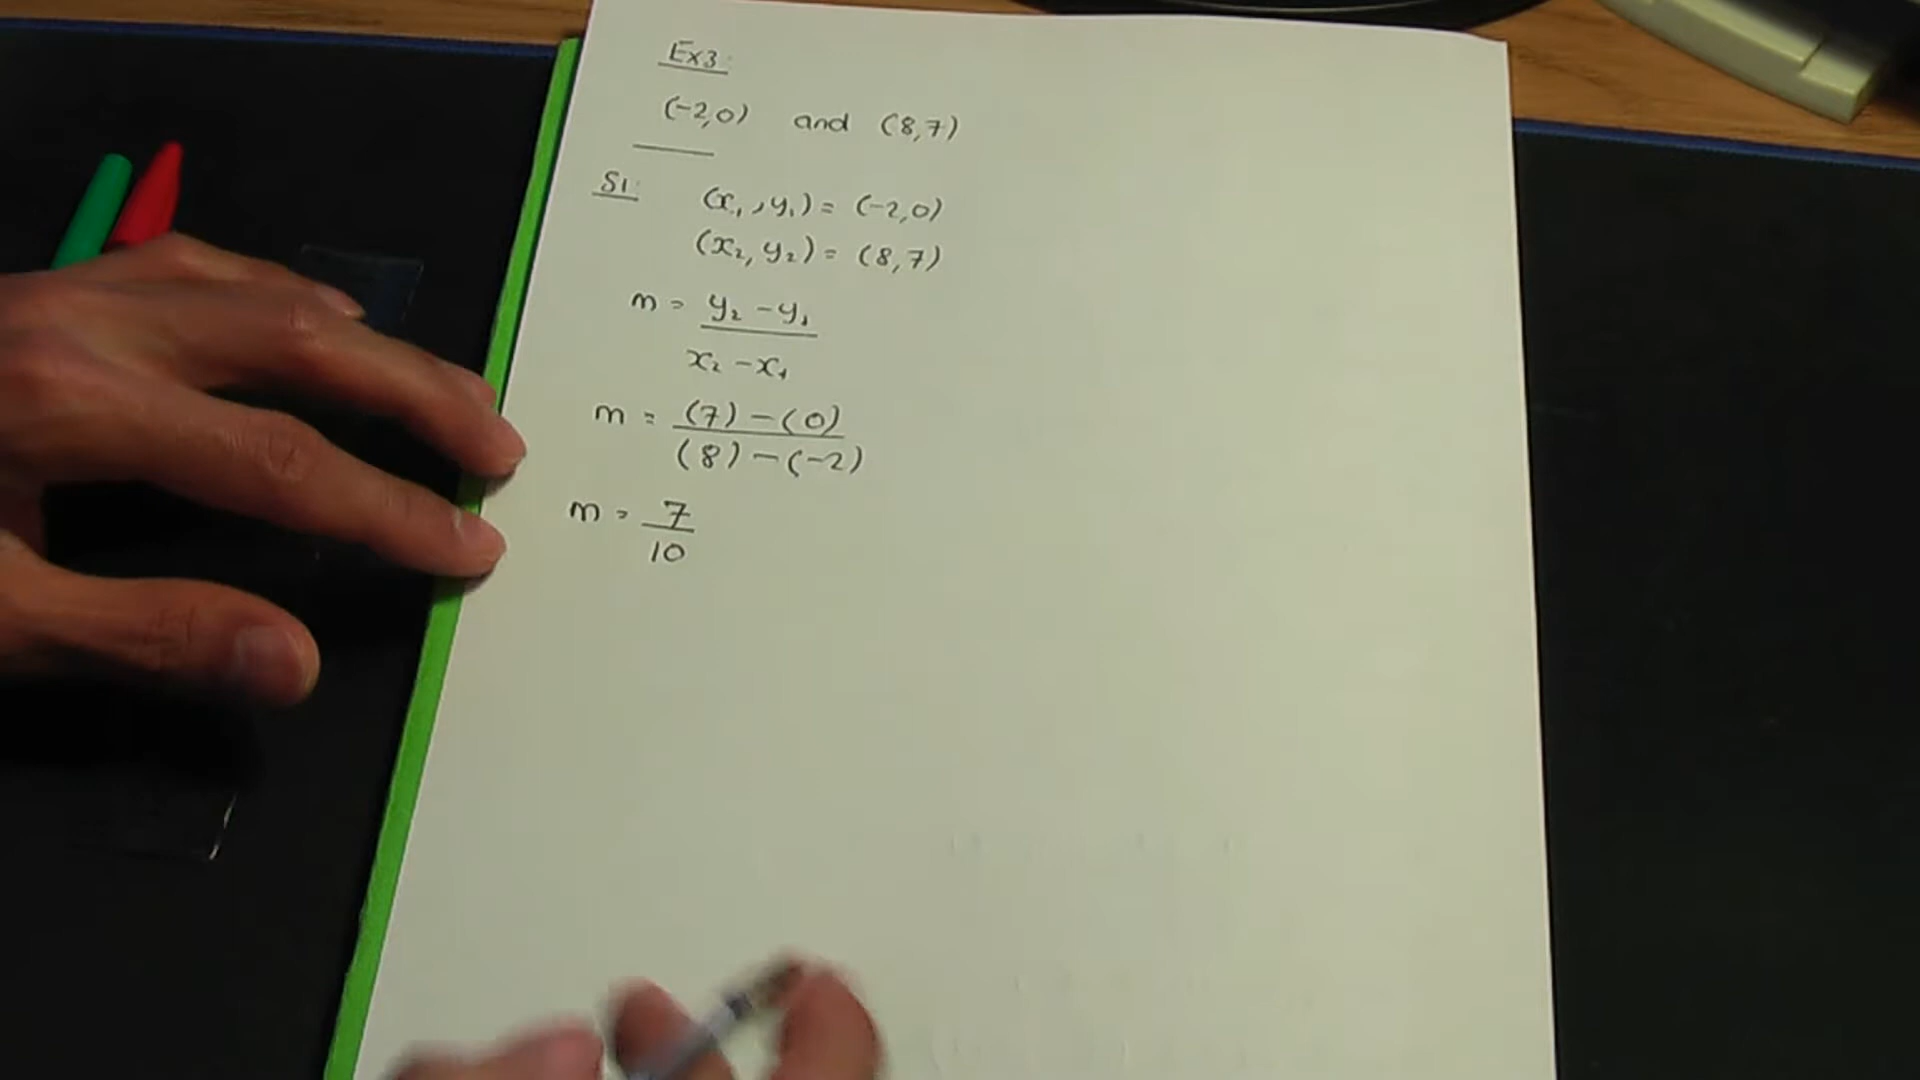 Ex3:
(-2,0) and (8,7)
S1:
(x₁, y₁) = (-2,0)
(x₂, y₂) = (8,7)
m = y₂ - y₁
x₂ - x₁
m = (7) - (0)
(8) - (-2)
m = 7
10